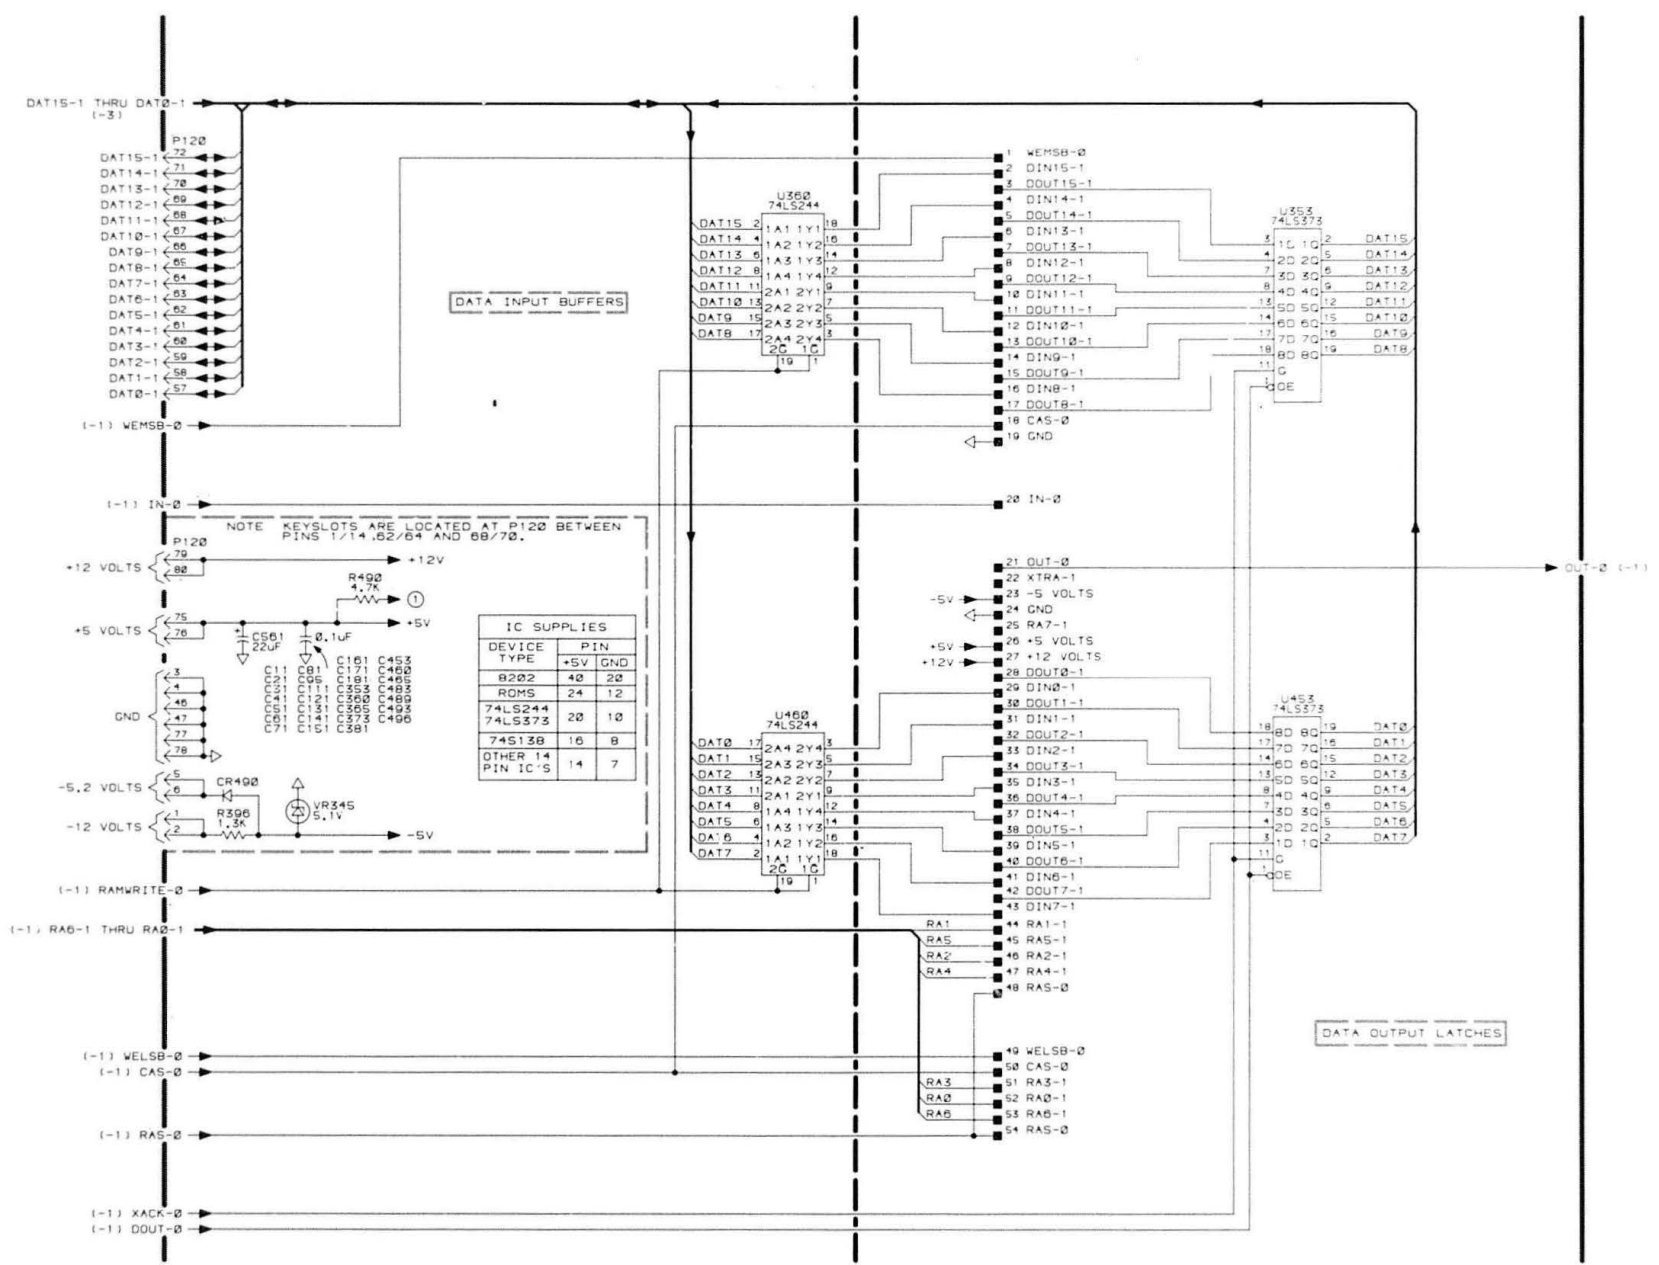 DAT15-1 THRU DATØ-1
(-3)
P120
DAT15-1 72
DAT14-1 71
DAT13-1 70
DAT12-1 69
DAT11-1 68
DAT10-1 67
DAT9-1 66
DAT8-1 65
DAT7-1 64
DAT6-1 63
DAT5-1 62
DAT4-1 61
DAT3-1 60
DAT2-1 59
DAT1-1 58
DATØ-1 57
(-1) WEMSB-Ø
(-1) IN-Ø
DATA INPUT BUFFERS
NOTE KEYSLOTS ARE LOCATED AT P120 BETWEEN
PINS 1/14,62/64 AND 68/70.
P120
+12 VOLTS 79 80 +12V
R490
4.7K
1
+5 VOLTS 75 76 +5V
C561
22uF
0.1uF
C161 C453
C11 C81 C171 C460
C21 C95 C181 C465
C31 C111 C353 C483
C41 C121 C360 C489
C51 C131 C365 C493
C61 C141 C373 C496
C71 C151 C381
GND 3 4 46 47 77 78
-5.2 VOLTS 5 6
CR490
R396
1.3K
VR345
5.1V
-12 VOLTS 1 2 -5V
IC SUPPLIES
DEVICE TYPE PIN
+5V GND
8202 40 20
ROMS 24 12
74LS244
74LS373 20 10
74S138 16 8
OTHER 14
PIN IC'S 14 7
(-1) RAMWRITE-Ø
(-1) RA6-1 THRU RAØ-1
(-1) WELSB-Ø
(-1) CAS-Ø
(-1) RAS-Ø
(-1) XACK-Ø
(-1) DOUT-Ø
U360
74LS244
DAT15 2 1A1 1Y1 18
DAT14 4 1A2 1Y2 16
DAT13 6 1A3 1Y3 14
DAT12 8 1A4 1Y4 12
DAT11 11 2A1 2Y1 9
DAT10 13 2A2 2Y2 7
DAT9 15 2A3 2Y3 5
DAT8 17 2A4 2Y4 3
2G 1G
19 1
U460
74LS244
DATØ 17 2A4 2Y4 3
DAT1 15 2A3 2Y3 5
DAT2 13 2A2 2Y2 7
DAT3 11 2A1 2Y1 9
DAT4 8 1A4 1Y4 12
DAT5 6 1A3 1Y3 14
DAT6 4 1A2 1Y2 16
DAT7 2 1A1 1Y1 18
2G 1G
19 1
1 WEMSB-Ø
2 DIN15-1
3 DOUT15-1
4 DIN14-1
5 DOUT14-1
6 DIN13-1
7 DOUT13-1
8 DIN12-1
9 DOUT12-1
10 DIN11-1
11 DOUT11-1
12 DIN10-1
13 DOUT10-1
14 DIN9-1
15 DOUT9-1
16 DIN8-1
17 DOUT8-1
18 CAS-Ø
19 GND
20 IN-Ø
21 OUT-Ø
22 XTRA-1
-5V 23 -5 VOLTS
24 GND
25 RA7-1
+5V 26 +5 VOLTS
+12V 27 +12 VOLTS
28 DOUTØ-1
29 DINØ-1
30 DOUT1-1
31 DIN1-1
32 DOUT2-1
33 DIN2-1
34 DOUT3-1
35 DIN3-1
36 DOUT4-1
37 DIN4-1
38 DOUT5-1
39 DIN5-1
40 DOUT6-1
41 DIN6-1
42 DOUT7-1
43 DIN7-1
RA1 44 RA1-1
RA5 45 RA5-1
RA2 46 RA2-1
RA4 47 RA4-1
48 RAS-Ø
49 WELSB-Ø
50 CAS-Ø
RA3 51 RA3-1
RAØ 52 RAØ-1
RA6 53 RA6-1
54 RAS-Ø
U353
74LS373
3 1D 1Q 2 DAT15
4 2D 2Q 5 DAT14
7 3D 3Q 6 DAT13
8 4D 4Q 9 DAT12
13 5D 5Q 12 DAT11
14 6D 6Q 15 DAT10
17 7D 7Q 16 DAT9
18 8D 8Q 19 DAT8
11 G
1 OE
OUT-Ø (-1)
U453
74LS373
18 8D 8Q 19 DATØ
17 7D 7Q 16 DAT1
14 6D 6Q 15 DAT2
13 5D 5Q 12 DAT3
8 4D 4Q 9 DAT4
7 3D 3Q 6 DAT5
4 2D 2Q 5 DAT6
3 1D 1Q 2 DAT7
11 G
1 OE
DATA OUTPUT LATCHES